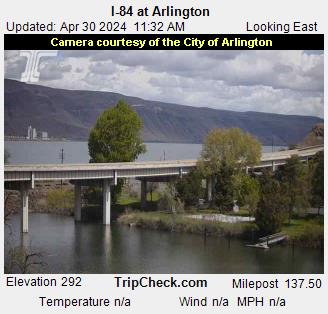 I-84 at Arlington
Updated: Apr 30 2024 11:32 AM Looking East
Camera courtesy of the City of Arlington
Elevation 292 TripCheck.com Milepost 137.50
Temperature n/a Wind n/a MPH n/a